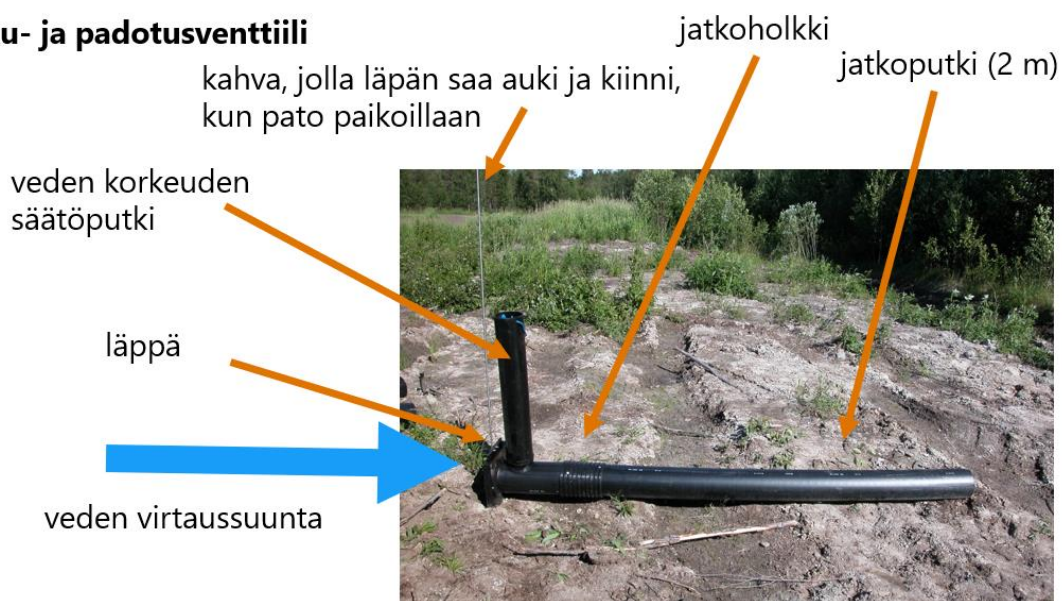 u- ja padotusventtiili
jatkoholkki
jatkoputki (2 m)
kahva, jolla läpän saa auki ja kiinni,
kun pato paikoillaan
veden korkeuden
säätöputki
läppä
veden virtaussuunta